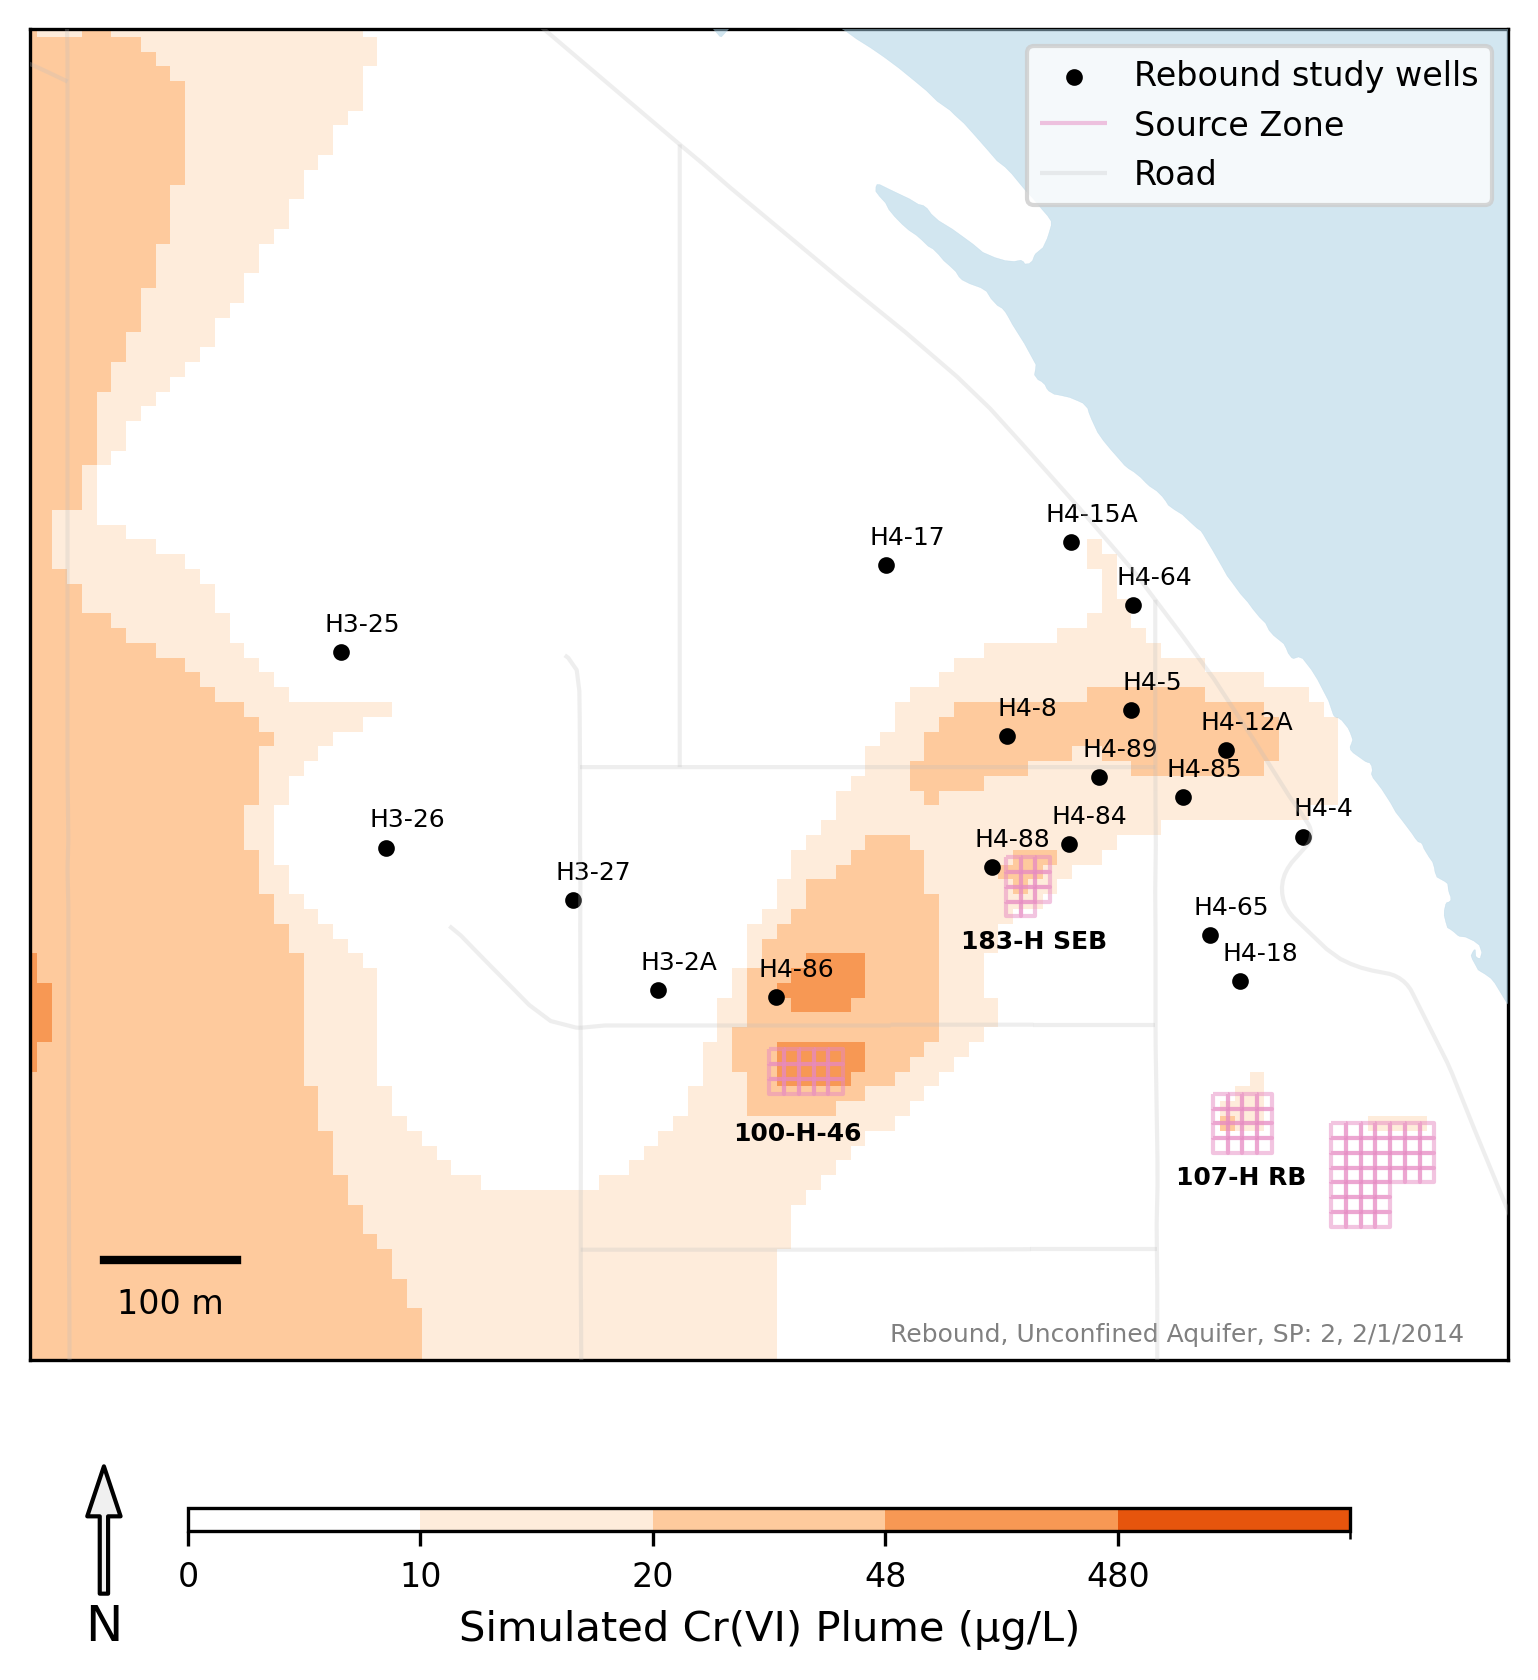 Rebound study wells
Source Zone
Road
H4-15A
H4-17
H4-64
H3-25
H4-5
H4-8
H4-12A
H4-89
H4-85
H4-4
H4-84
H3-26
H4-88
H3-27
H4-65
183-H SEB
H4-18
H3-2A
H4-86
100-H-46
107-H RB
100 m
Rebound, Unconfined Aquifer, SP: 2, 2/1/2014
0 10 20 48 480
N
Simulated Cr(VI) Plume (µg/L)